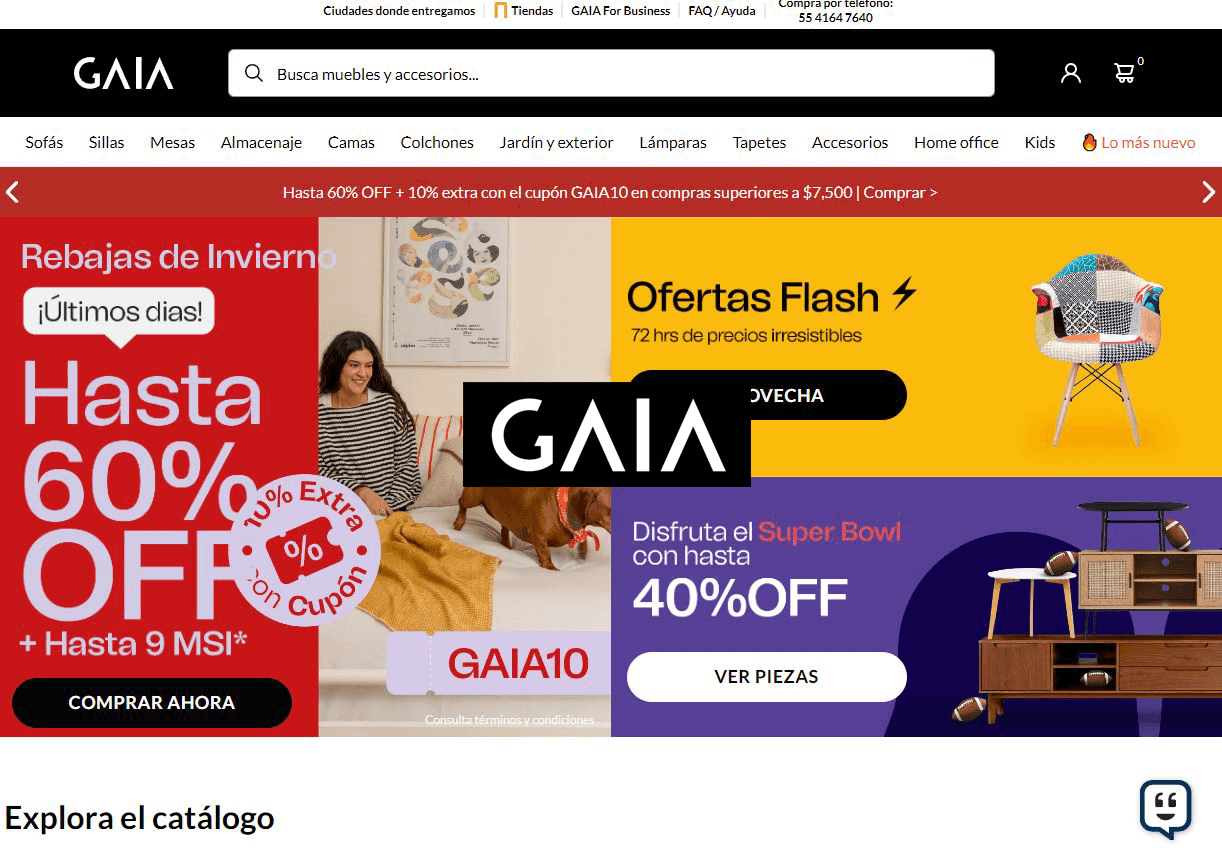 Ciudades donde entregamos
Tiendas
GAIA For Business
FAQ / Ayuda
Compra por teléfono:
55 4164 7640
GAIA
Busca muebles y accesorios...
0
Sofás
Sillas
Mesas
Almacenaje
Camas
Colchones
Jardín y exterior
Lámparas
Tapetes
Accesorios
Home office
Kids
Lo más nuevo
Hasta 60% OFF + 10% extra con el cupón GAIA10 en compras superiores a $7,500 | Comprar >
Rebajas de Invierno
¡Últimos dias!
Hasta
60%
OFF
10% Extra
%
con Cupón
+ Hasta 9 MSI*
COMPRAR AHORA
GAIA10
Consulta términos y condiciones
Ofertas Flash
72 hrs de precios irresistibles
OVECHA
GAIA
Disfruta el Super Bowl
con hasta
40%OFF
VER PIEZAS
Explora el catálogo